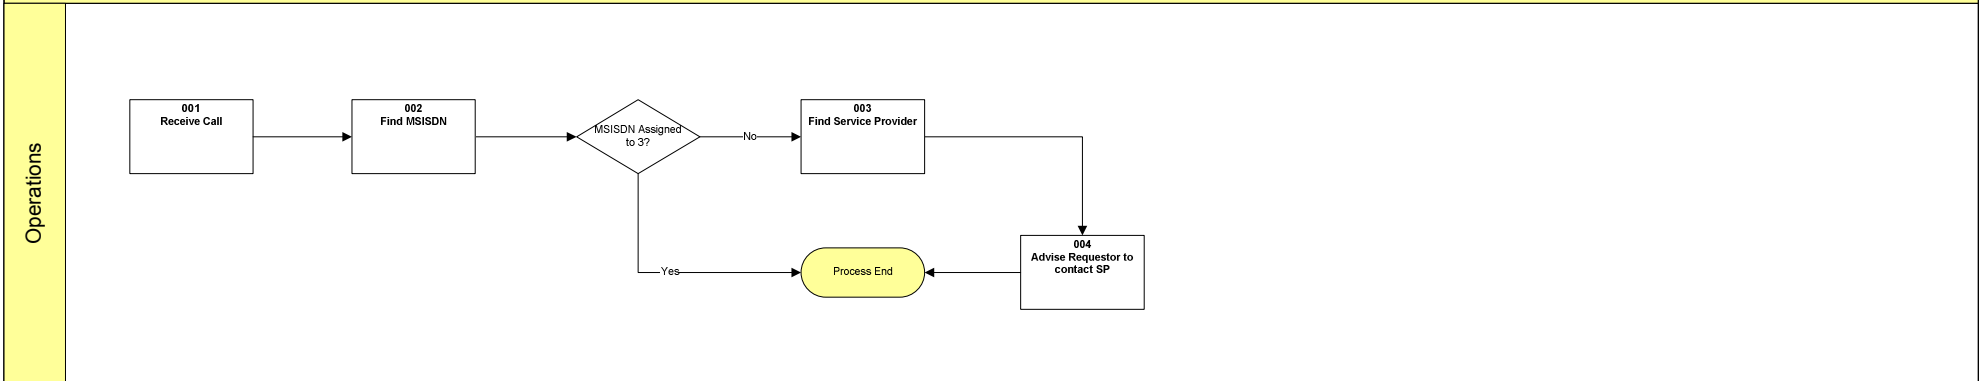 Operations
001
Receive Call
002
Find MSISDN
MSISDN Assigned
to 3?
No
003
Find Service Provider
Yes
Process End
004
Advise Requestor to
contact SP